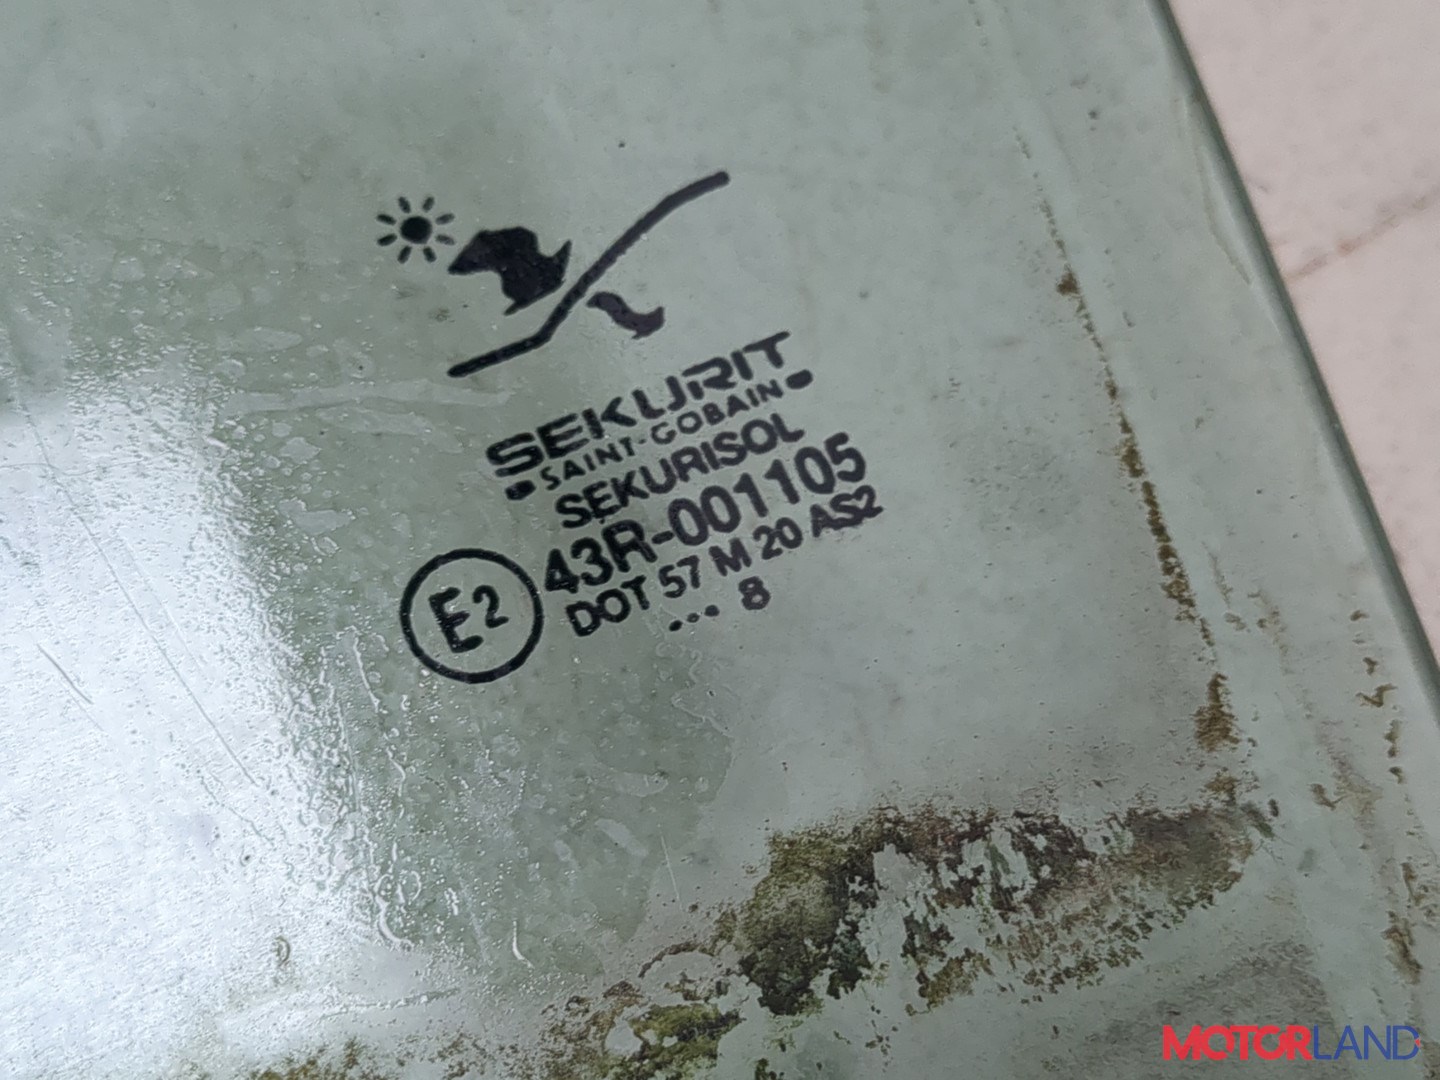 SEKURIT
•SAINT-GOBAIN•
SEKURISOL
E2 43R-001105
DOT 57 M 20 AS2
... 8
MOTORLAND